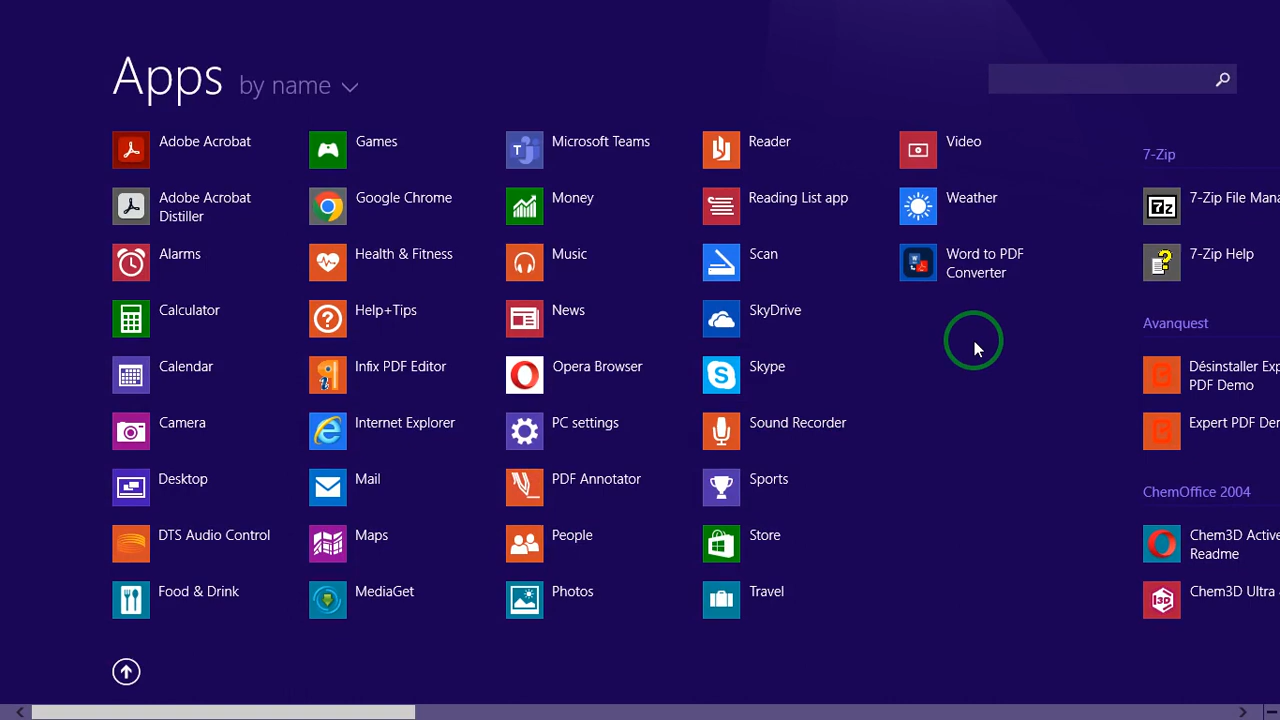 Apps by name
Adobe Acrobat
Adobe Acrobat
Distiller
Alarms
Calculator
Calendar
Camera
Desktop
DTS Audio Control
Food & Drink
Games
Google Chrome
Health & Fitness
Help+Tips
Infix PDF Editor
Internet Explorer
Mail
Maps
MediaGet
Microsoft Teams
Money
Music
News
Opera Browser
PC settings
PDF Annotator
People
Photos
Reader
Reading List app
Scan
SkyDrive
Skype
Sound Recorder
Sports
Store
Travel
Video
Weather
Word to PDF
Converter
7-Zip
7-Zip File Mana
7-Zip Help
Avanquest
Désinstaller Exp
PDF Demo
Expert PDF Der
ChemOffice 2004
Chem3D Active
Readme
Chem3D Ultra